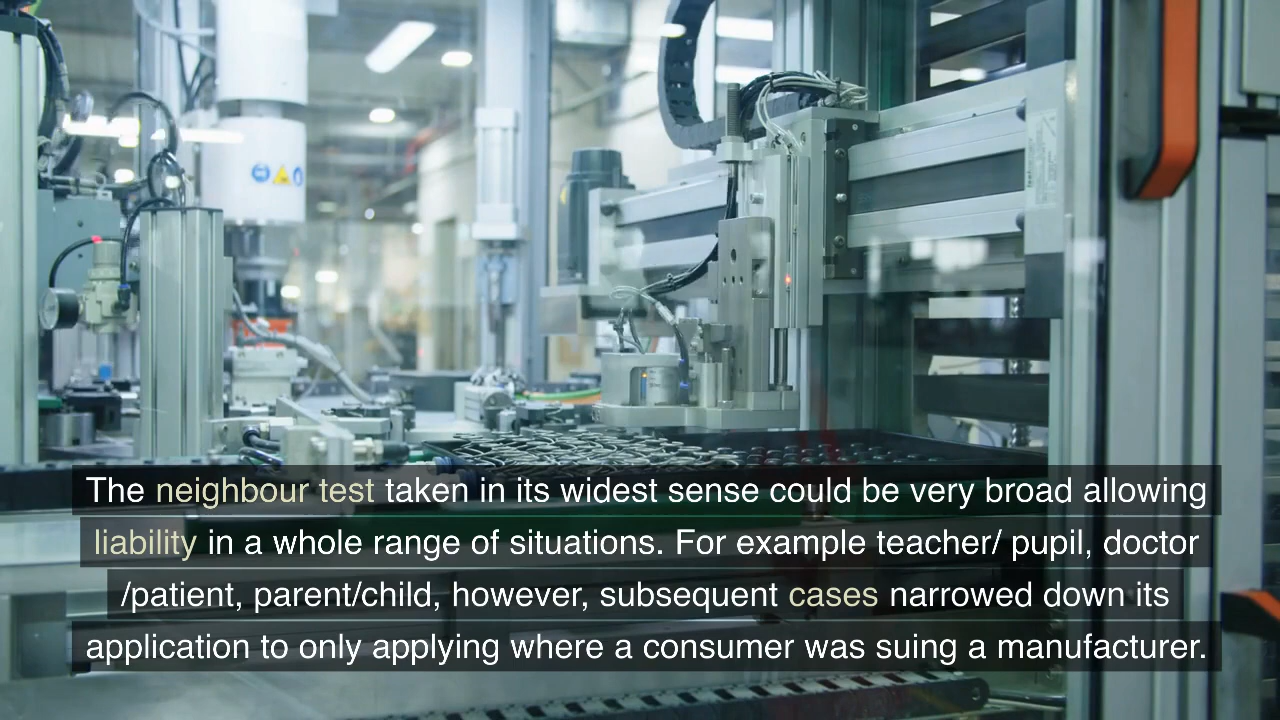 The neighbour test taken in its widest sense could be very broad allowing
liability in a whole range of situations. For example teacher/ pupil, doctor
/patient, parent/child, however, subsequent cases narrowed down its
application to only applying where a consumer was suing a manufacturer.